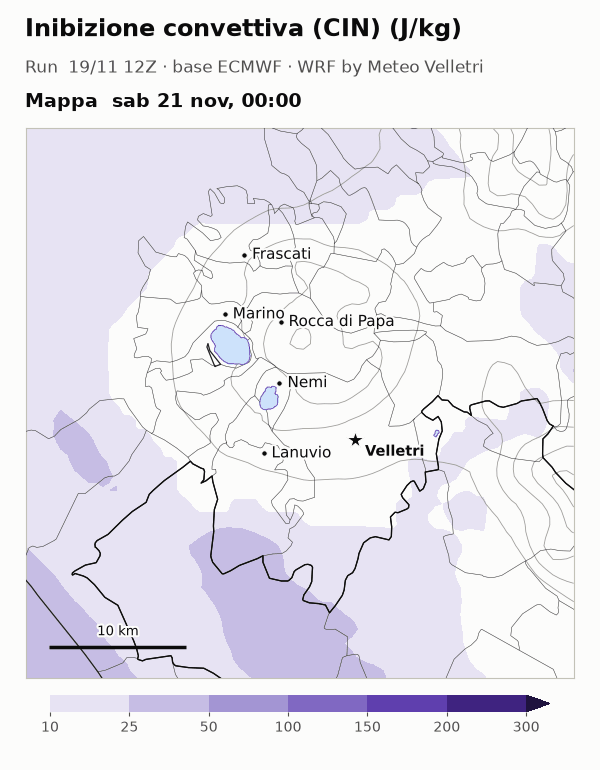 Inibizione convettiva (CIN) (J/kg)
Run 19/11 12Z · base ECMWF · WRF by Meteo Velletri
Mappa sab 21 nov, 00:00
Frascati
Marino
Rocca di Papa
Nemi
Velletri
Lanuvio
10 km
10 25 50 100 150 200 300